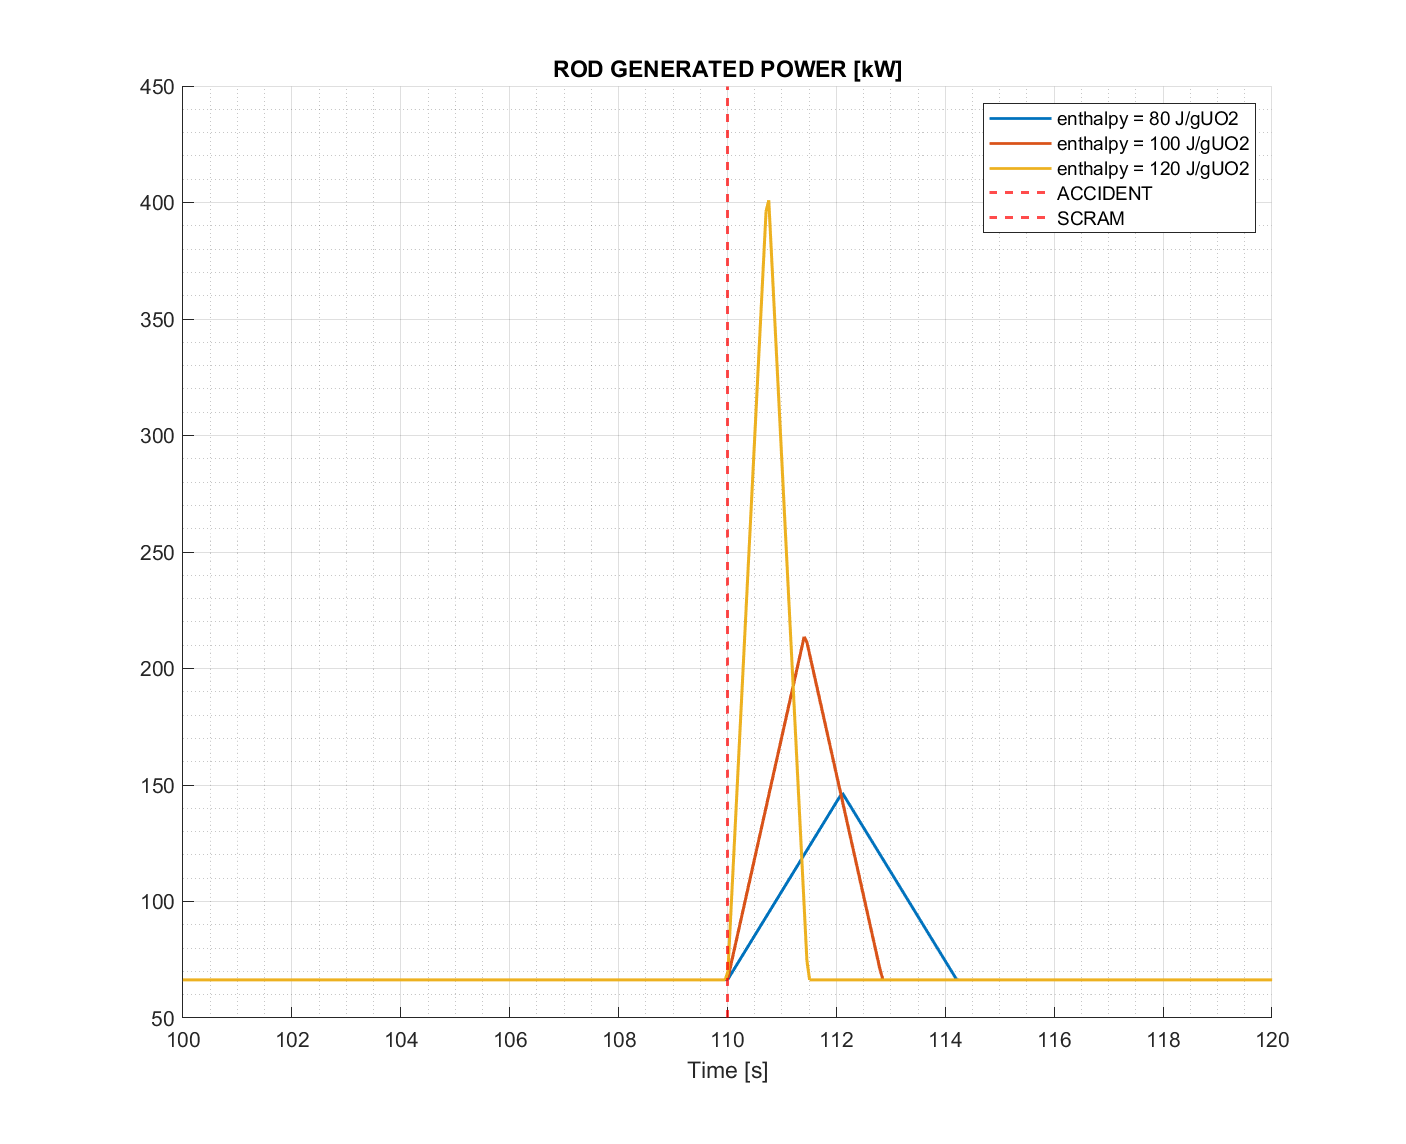 ROD GENERATED POWER [kW]
450
400
350
300
250
200
150
100
50
enthalpy = 80 J/gUO2
enthalpy = 100 J/gUO2
enthalpy = 120 J/gUO2
ACCIDENT
SCRAM
100 102 104 106 108 110 112 114 116 118 120
Time [s]